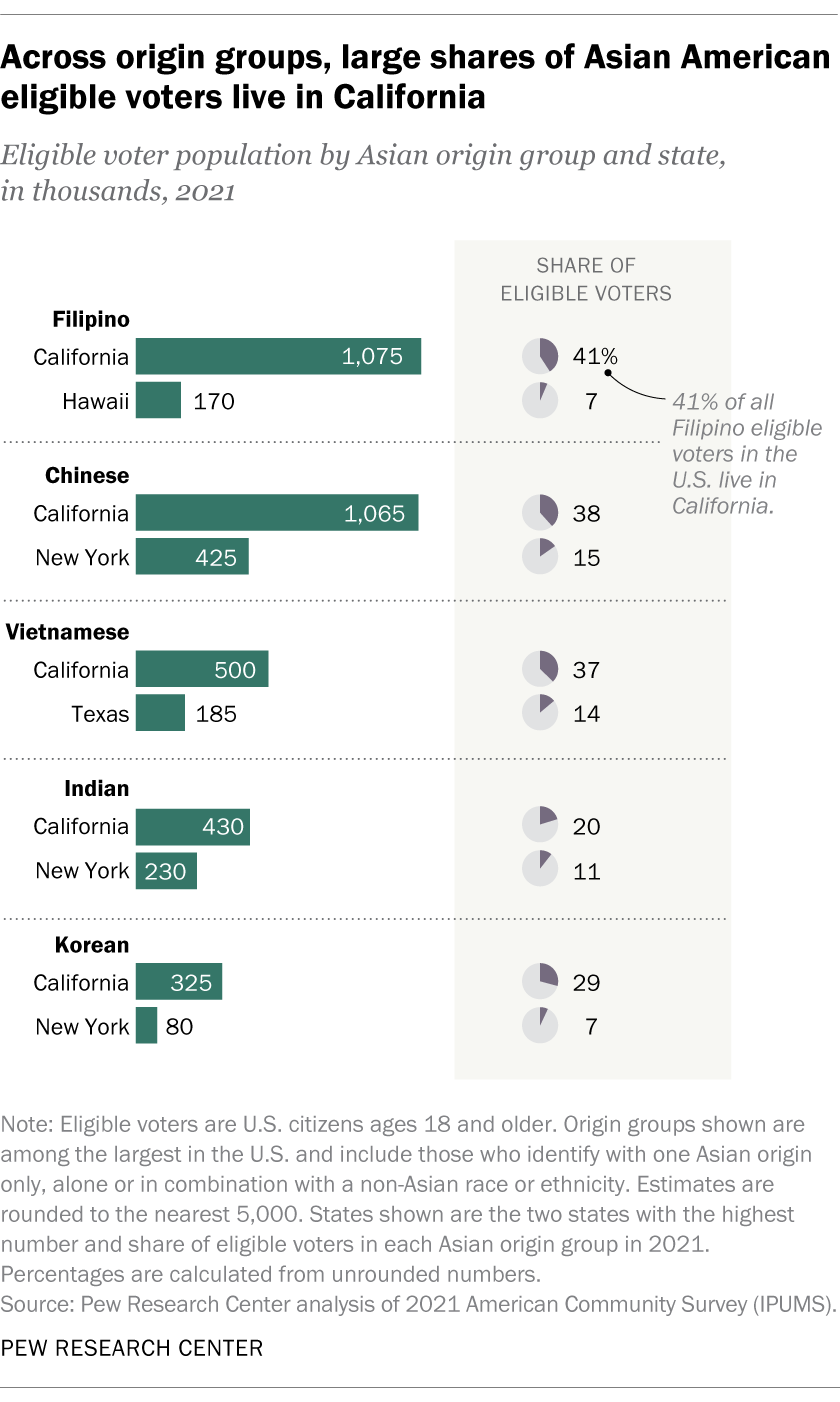 Across origin groups, large shares of Asian American
eligible voters live in California
Eligible voter population by Asian origin group and state,
in thousands, 2021
SHARE OF
ELIGIBLE VOTERS
Filipino
California 1,075 41%
Hawaii 170 7
41% of all
Filipino eligible
voters in the
U.S. live in
California.
Chinese
California 1,065 38
New York 425 15
Vietnamese
California 500 37
Texas 185 14
Indian
California 430 20
New York 230 11
Korean
California 325 29
New York 80 7
Note: Eligible voters are U.S. citizens ages 18 and older. Origin groups shown are
among the largest in the U.S. and include those who identify with one Asian origin
only, alone or in combination with a non-Asian race or ethnicity. Estimates are
rounded to the nearest 5,000. States shown are the two states with the highest
number and share of eligible voters in each Asian origin group in 2021.
Percentages are calculated from unrounded numbers.
Source: Pew Research Center analysis of 2021 American Community Survey (IPUMS).
PEW RESEARCH CENTER